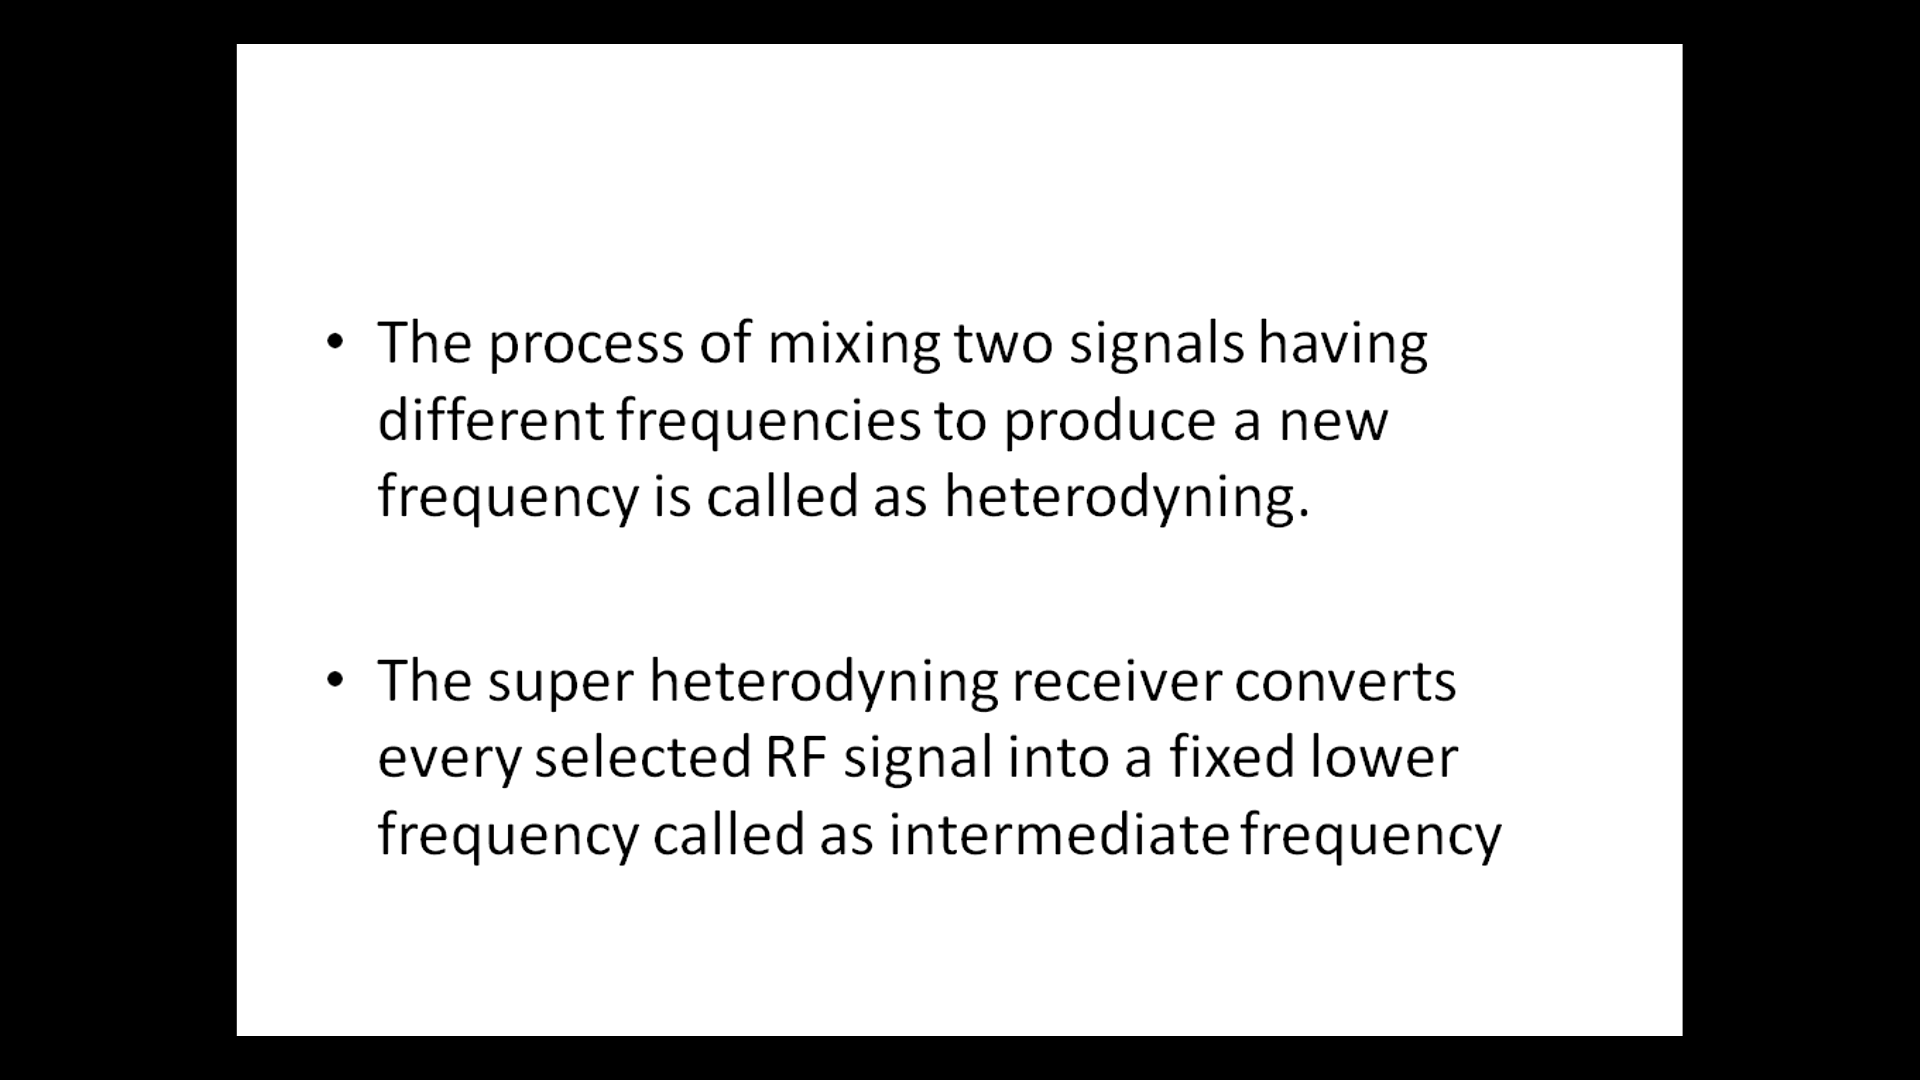 • The process of mixing two signals having
different frequencies to produce a new
frequency is called as heterodyning.
• The super heterodyning receiver converts
every selected RF signal into a fixed lower
frequency called as intermediate frequency